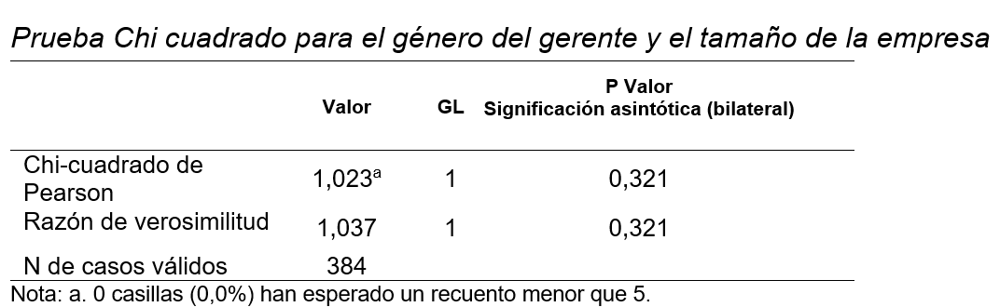 Prueba Chi cuadrado para el género del gerente y el tamaño de la empresa
Valor GL P Valor
Significación asintótica (bilateral)
Chi-cuadrado de
Pearson 1,023a 1 0,321
Razón de verosimilitud 1,037 1 0,321
N de casos válidos 384
Nota: a. 0 casillas (0,0%) han esperado un recuento menor que 5.